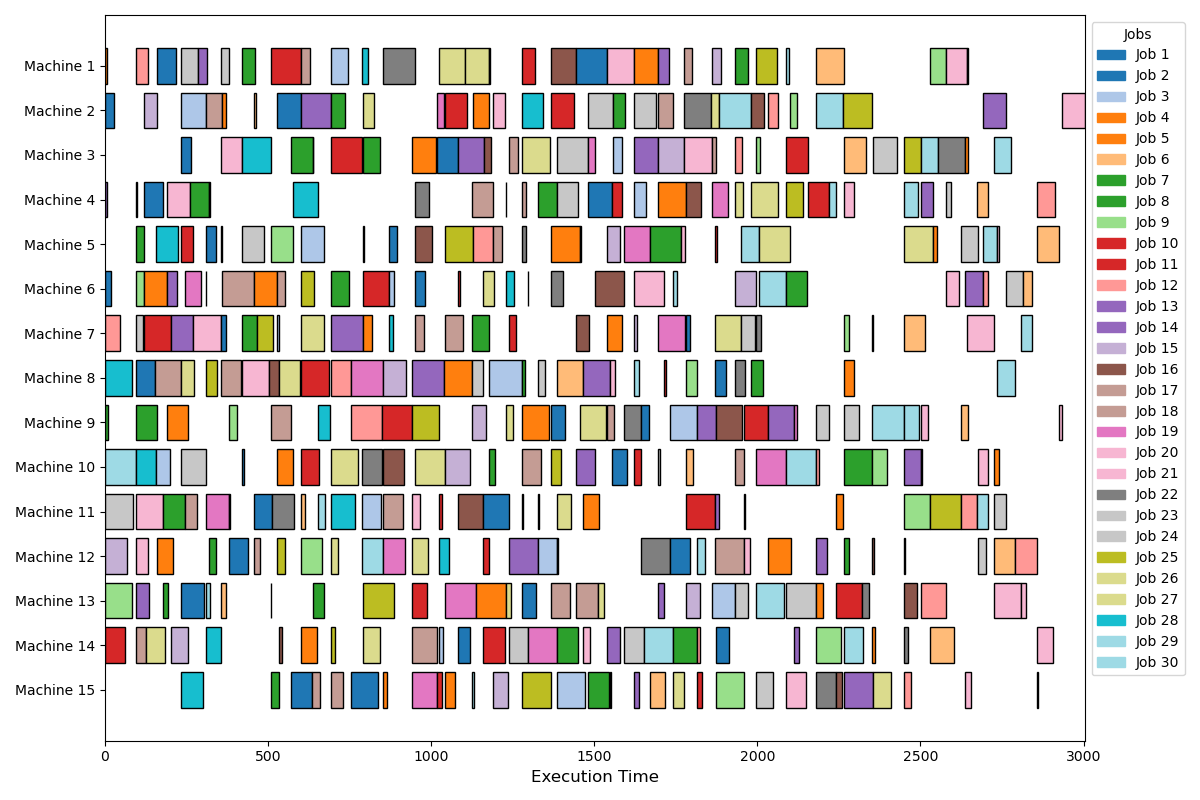 Machine 1
Machine 2
Machine 3
Machine 4
Machine 5
Machine 6
Machine 7
Machine 8
Machine 9
Machine 10
Machine 11
Machine 12
Machine 13
Machine 14
Machine 15
0 500 1000 1500 2000 2500 3000
Execution Time
Jobs
Job 1
Job 2
Job 3
Job 4
Job 5
Job 6
Job 7
Job 8
Job 9
Job 10
Job 11
Job 12
Job 13
Job 14
Job 15
Job 16
Job 17
Job 18
Job 19
Job 20
Job 21
Job 22
Job 23
Job 24
Job 25
Job 26
Job 27
Job 28
Job 29
Job 30